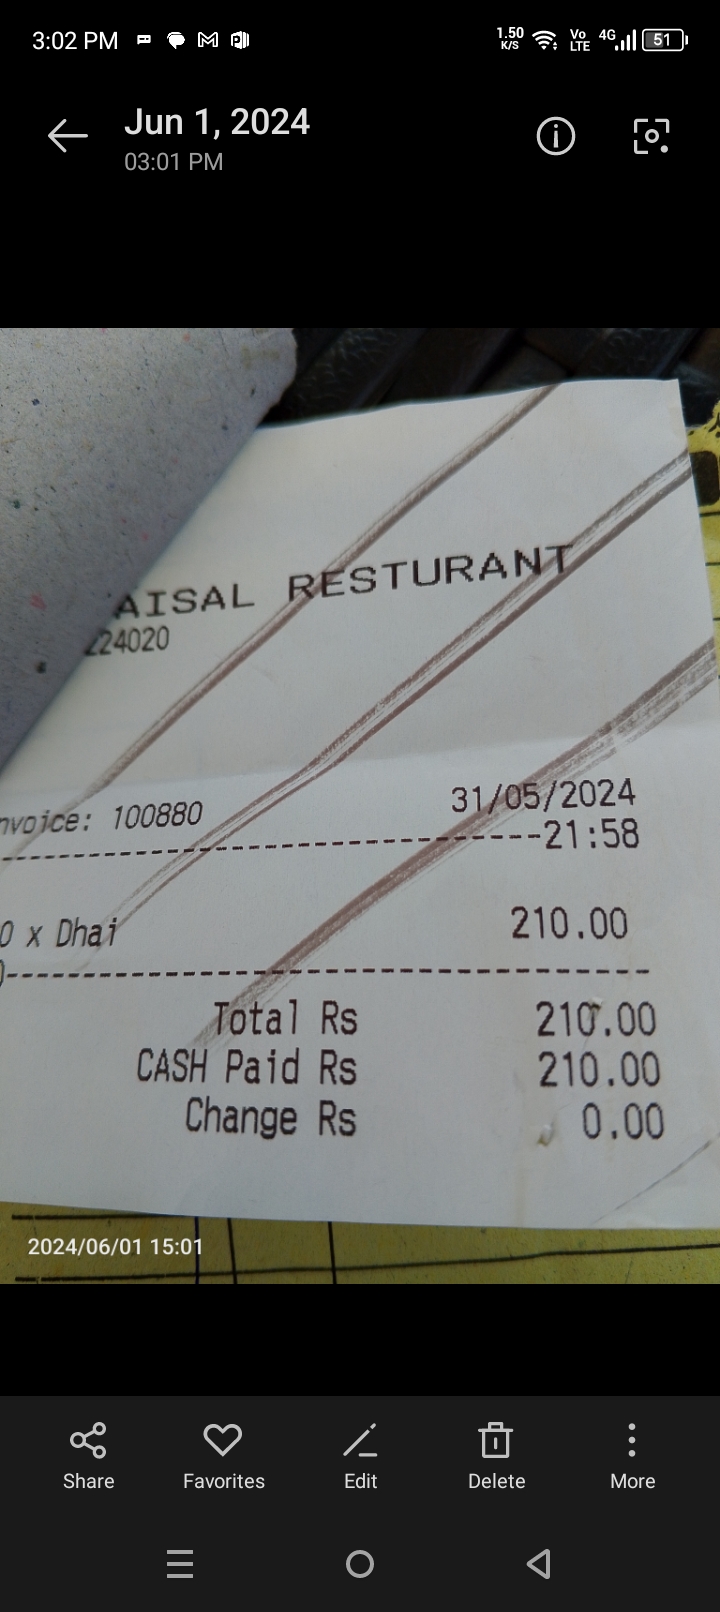 3:02 PM 1.50 K/S Vo LTE 4G 51
Jun 1, 2024
03:01 PM
AISAL RESTURANT
224020
nvoice: 100880 31/05/2024
21:58
0 x Dhai 210.00
Total Rs 210.00
CASH Paid Rs 210.00
Change Rs 0.00
2024/06/01 15:01
Share Favorites Edit Delete More